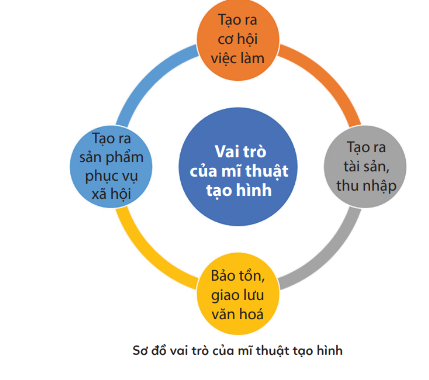 Tạo ra
cơ hội
việc làm
Tạo ra
sản phẩm
phục vụ
xã hội
Vai trò
của mĩ thuật
tạo hình
Tạo ra
tài sản,
thu nhập
Bảo tồn,
giao lưu
văn hoá
Sơ đồ vai trò của mĩ thuật tạo hình